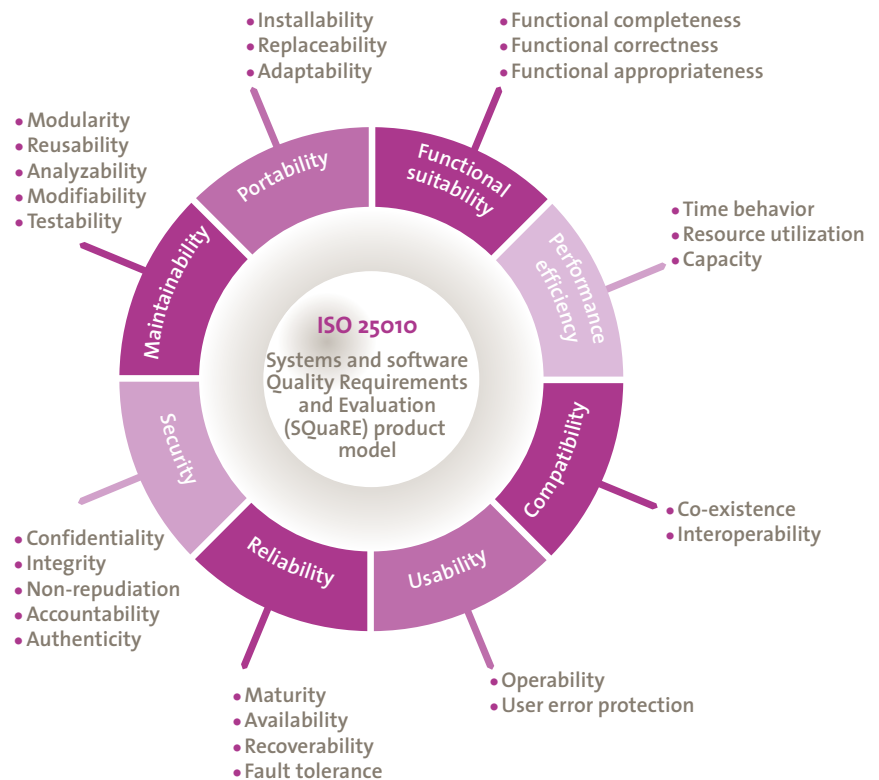 • Installability
• Replaceability
• Adaptability
• Functional completeness
• Functional correctness
• Functional appropriateness
• Modularity
• Reusability
• Analyzability
• Modifiability
• Testability
Portability
Functional
suitability
• Time behavior
• Resource utilization
• Capacity
Maintainability
Performance
efficiency
ISO 25010
Systems and software
Quality Requirements
and Evaluation
(SQuaRE) product
model
Security
Compatibility
• Co-existence
• Interoperability
• Confidentiality
• Integrity
• Non-repudiation
• Accountability
• Authenticity
Reliability
Usability
• Maturity
• Availability
• Recoverability
• Fault tolerance
• Operability
• User error protection